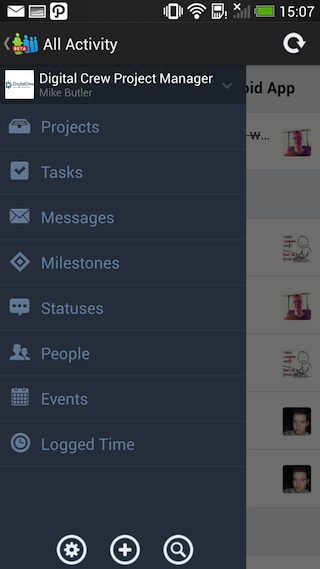 15:07
BETA
All Activity
Digital Crew Project Manager
Mike Butler
oid App
Projects
W...
Tasks
Messages
Milestones
Statuses
People
Events
Logged Time